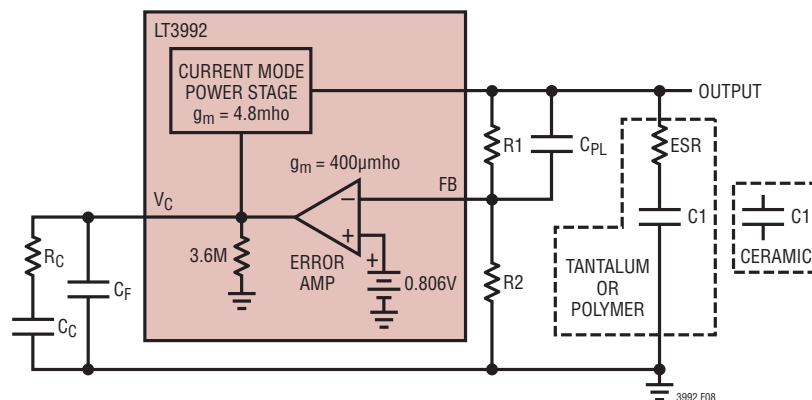 LT3992
CURRENT MODE
POWER STAGE
gm = 4.8mho
OUTPUT
R1
CPL
ESR
gm = 400µmho
VC
FB
–
+
C1
C1
CERAMIC
RC
CF
CC
3.6M
ERROR
AMP
+
0.806V
R2
TANTALUM
OR
POLYMER
3992 F08